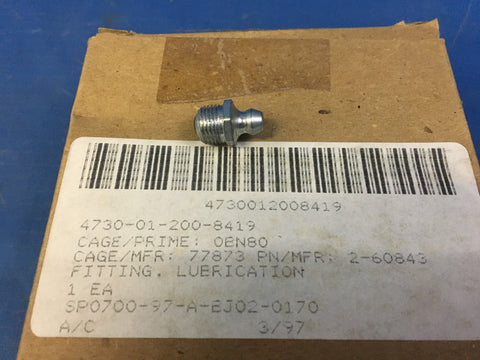 4730012008419
4730-01-200-8419
CAGE/PRIME: 0BN80
CAGE/MFR: 77873 PN/MFR: 2-60843
FITTING, LUBRICATION
1 EA
SP0700-97-A-EJ02-0170
A/C 3/97